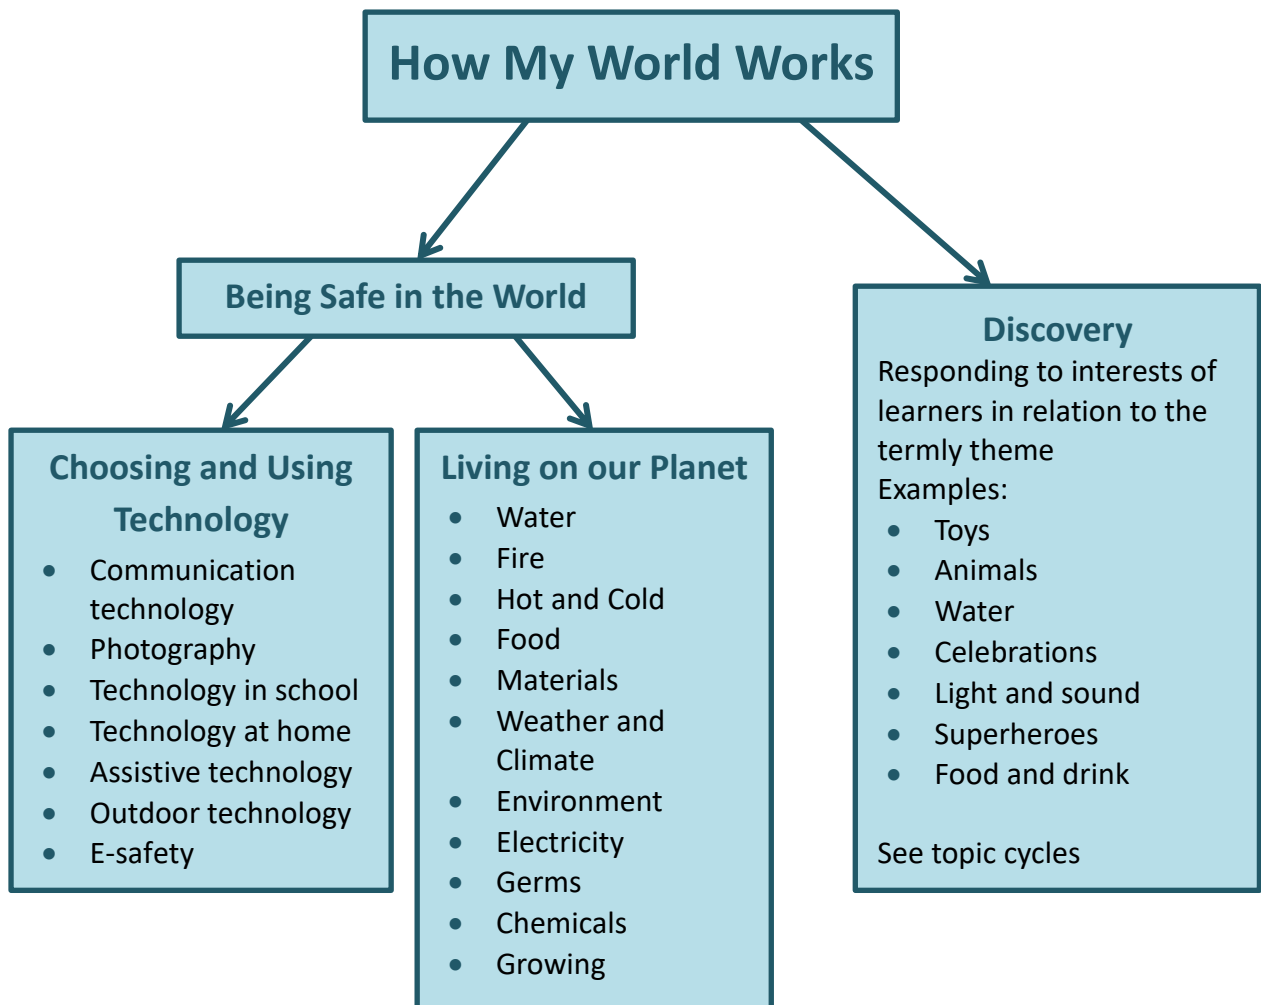 How My World Works
Being Safe in the World
Choosing and Using
Technology
• Communication
technology
• Photography
• Technology in school
• Technology at home
• Assistive technology
• Outdoor technology
• E-safety
Living on our Planet
• Water
• Fire
• Hot and Cold
• Food
• Materials
• Weather and
Climate
• Environment
• Electricity
• Germs
• Chemicals
• Growing
Discovery
Responding to interests of
learners in relation to the
termly theme
Examples:
• Toys
• Animals
• Water
• Celebrations
• Light and sound
• Superheroes
• Food and drink
See topic cycles